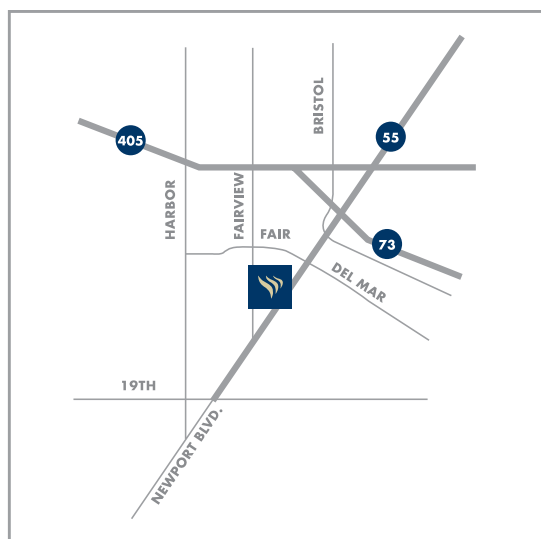 BRISTOL
405
55
HARBOR
FAIRVIEW
FAIR
73
DEL MAR
19TH
NEWPORT BLVD.